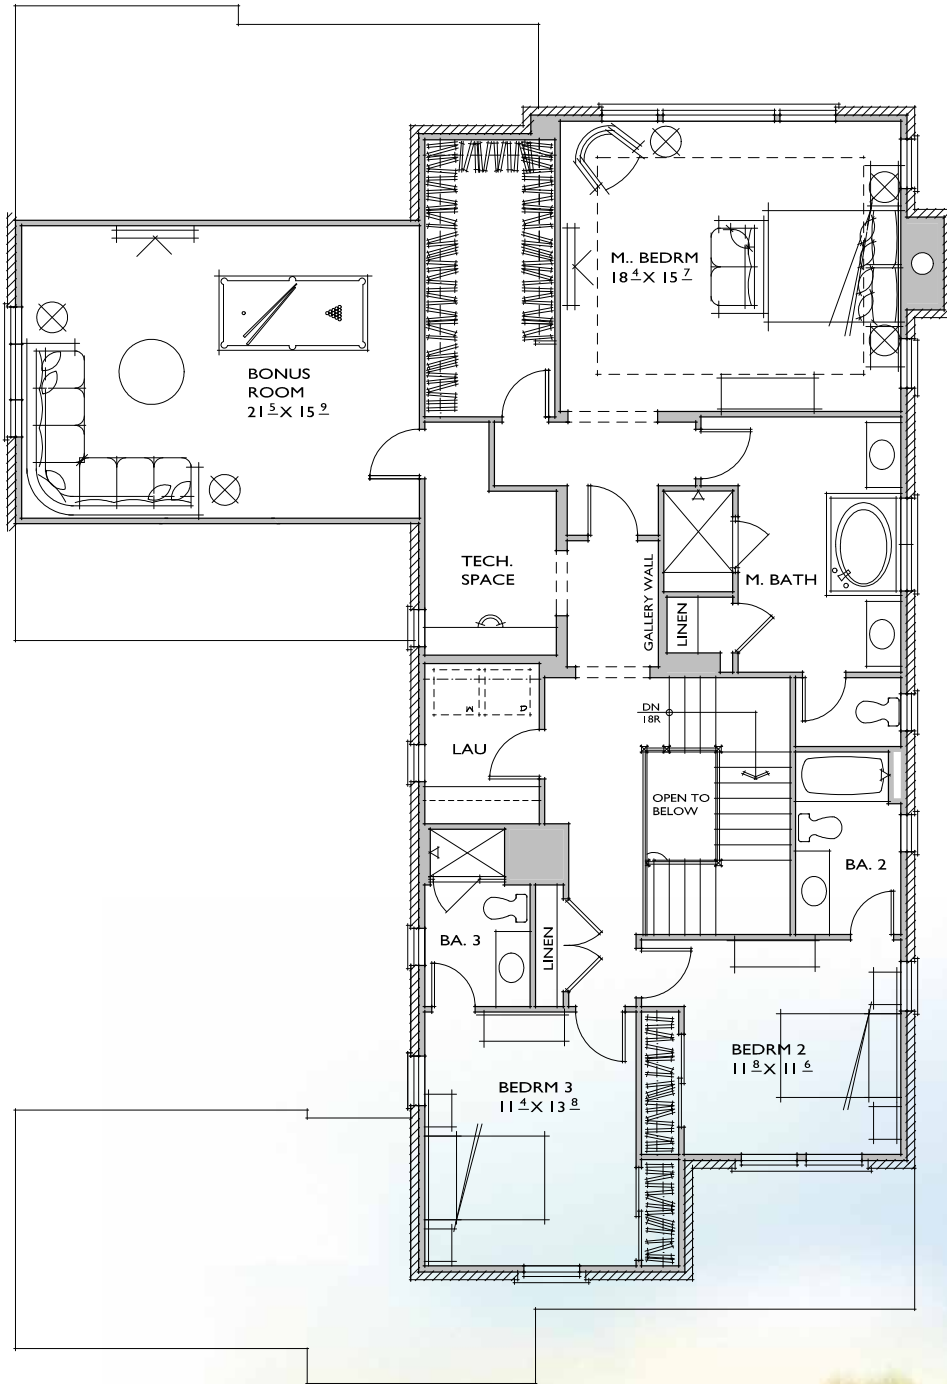 M.. BEDRM
18 4 X 15 7
BONUS
ROOM
21 5 X 15 9
TECH.
SPACE
GALLERY WALL
LINEN
M. BATH
DN
18R
W
D
LAU
OPEN TO
BELOW
BA. 2
BA. 3
LINEN
BEDRM 2
11 8 X 11 6
BEDRM 3
11 4 X 13 8